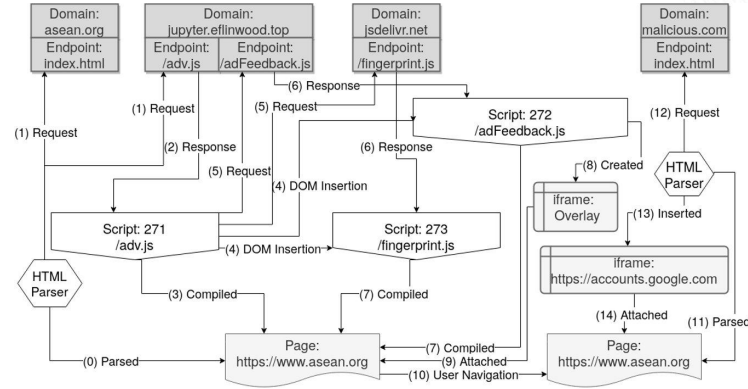 Domain:
asean.org
Endpoint:
index.html
Domain:
jupyter.eflinwood.top
Endpoint:
/adv.js
Endpoint:
/adFeedback.js
Domain:
jsdelivr.net
Endpoint:
/fingerprint.js
Domain:
malicious.com
Endpoint:
index.html
(6) Response
(1) Request
(5) Request
(12) Request
Script: 272
/adFeedback.js
(1) Request
(2) Response
(6) Response
(5) Request
(8) Created
HTML
Parser
(4) DOM Insertion
iframe:
Overlay
(13) Inserted
Script: 271
/adv.js
Script: 273
/fingerprint.js
(4) DOM Insertion
iframe:
https://accounts.google.com
HTML
Parser
(3) Compiled
(7) Compiled
(14) Attached
(11) Parsed
Page:
https://www.asean.org
(7) Compiled
Page:
https://www.asean.org
(0) Parsed
(9) Attached
(10) User Navigation